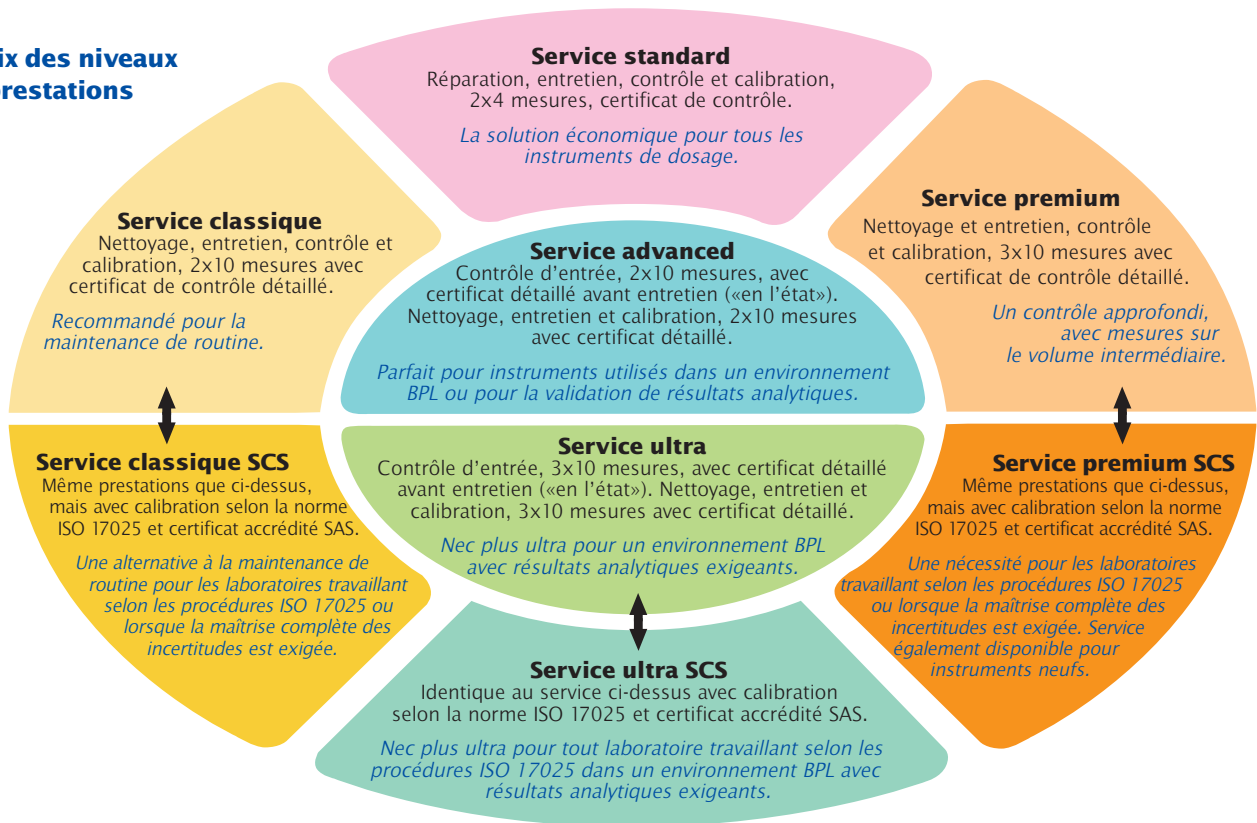 ix des niveaux
prestations
Service standard
Réparation, entretien, contrôle et calibration,
2x4 mesures, certificat de contrôle.
La solution économique pour tous les
instruments de dosage.
Service classique
Nettoyage, entretien, contrôle et
calibration, 2x10 mesures avec
certificat de contrôle détaillé.
Recommandé pour la
maintenance de routine.
Service advanced
Contrôle d’entrée, 2x10 mesures, avec
certificat détaillé avant entretien («en l’état»).
Nettoyage, entretien et calibration, 2x10 mesures
avec certificat détaillé.
Parfait pour instruments utilisés dans un environnement
BPL ou pour la validation de résultats analytiques.
Service premium
Nettoyage et entretien, contrôle
et calibration, 3x10 mesures avec
certificat de contrôle détaillé.
Un contrôle approfondi,
avec mesures sur
le volume intermédiaire.
Service classique SCS
Même prestations que ci-dessus,
mais avec calibration selon la norme
ISO 17025 et certificat accrédité SAS.
Une alternative à la maintenance de
routine pour les laboratoires travaillant
selon les procédures ISO 17025 ou
lorsque la maîtrise complète des
incertitudes est exigée.
Service ultra
Contrôle d’entrée, 3x10 mesures, avec certificat détaillé
avant entretien («en l’état»). Nettoyage, entretien et
calibration, 3x10 mesures avec certificat détaillé.
Nec plus ultra pour un environnement BPL
avec résultats analytiques exigeants.
Service premium SCS
Même prestations que ci-dessus,
mais avec calibration selon la norme
ISO 17025 et certificat accrédité SAS.
Une nécessité pour les laboratoires
travaillant selon les procédures ISO 17025
ou lorsque la maîtrise complète des
incertitudes est exigée. Service
également disponible pour
instruments neufs.
Service ultra SCS
Identique au service ci-dessus avec calibration
selon la norme ISO 17025 et certificat accrédité SAS.
Nec plus ultra pour tout laboratoire travaillant selon les
procédures ISO 17025 dans un environnement BPL avec
résultats analytiques exigeants.